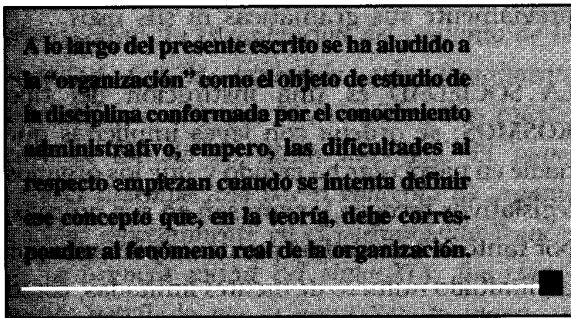 A lo largo del presente escrito se ha aludido a
la "organización" como el objeto de estudio de
la disciplina conformada por el conocimiento
administrativo, empero, las dificultades al
respecto empiezan cuando se intenta definir
ese concepto que, en la teoría, debe corres-
ponder al fenómeno real de la organización.